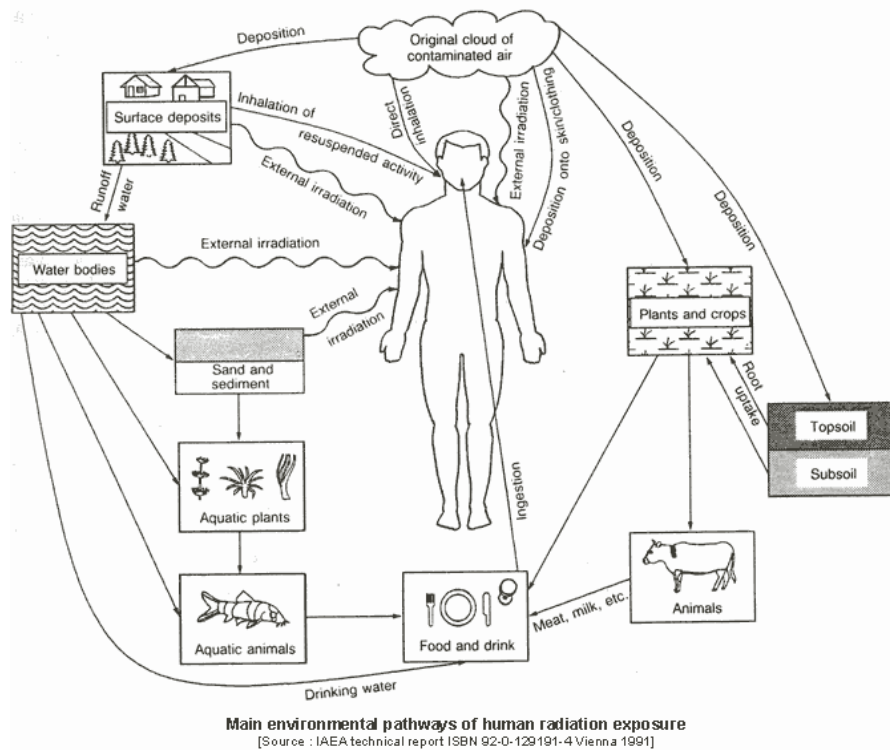 Original cloud of
contaminated air
Deposition
Surface deposits
Inhalation of
resuspended activity
Direct
inhalation
External irradiation
Deposition onto skin/clothing
Deposition
Deposition
External irradiation
Runoff
water
External irradiation
Water bodies
External
irradiation
Plants and crops
Sand and
sediment
Root
uptake
Topsoil
Subsoil
Ingestion
Aquatic plants
Aquatic animals
Food and drink
Meat, milk, etc.
Animals
Drinking water
Main environmental pathways of human radiation exposure
[Source : IAEA technical report ISBN 92-0-129191-4 Vienna 1991]